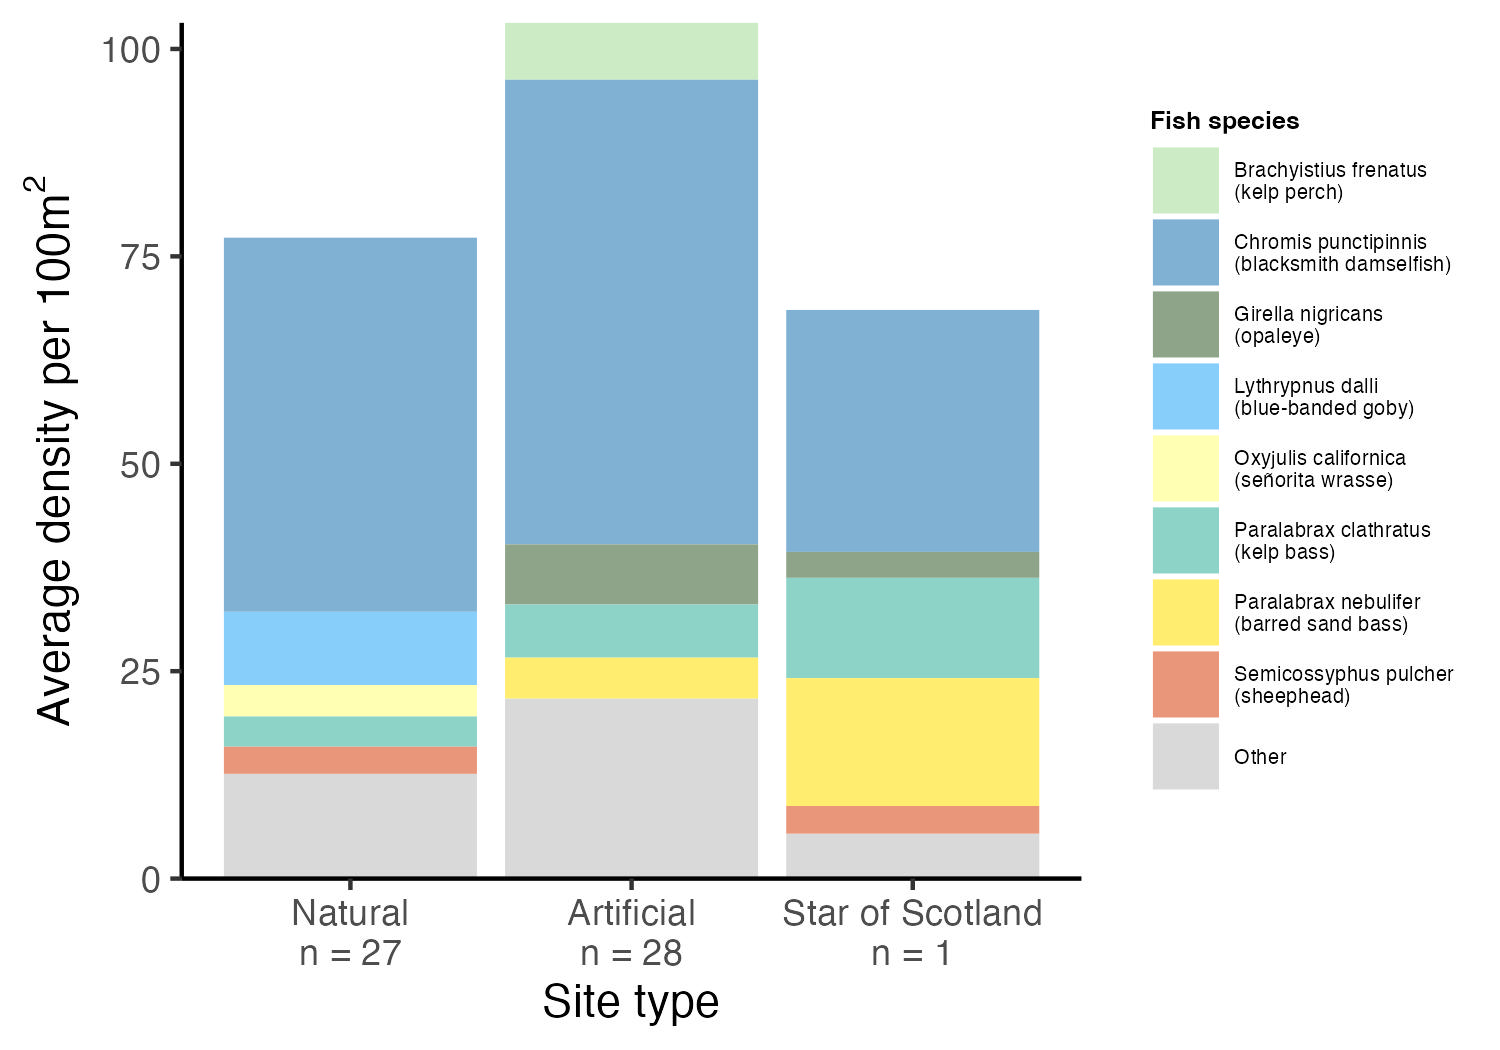 Average density per 100m²
100
75
50
25
0
Natural
n = 27
Artificial
n = 28
Star of Scotland
n = 1
Site type
Fish species
Brachyistius frenatus
(kelp perch)
Chromis punctipinnis
(blacksmith damselfish)
Girella nigricans
(opaleye)
Lythrypnus dalli
(blue-banded goby)
Oxyjulis californica
(señorita wrasse)
Paralabrax clathratus
(kelp bass)
Paralabrax nebulifer
(barred sand bass)
Semicossyphus pulcher
(sheephead)
Other